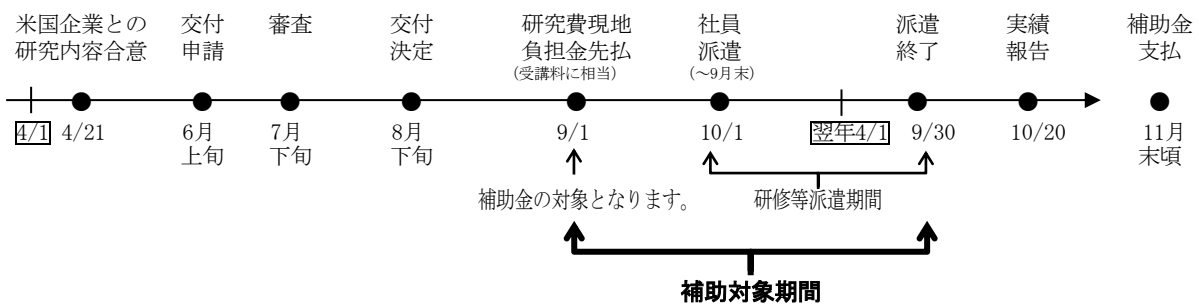 米国企業との
研究内容合意
交付
申請
審査
交付
決定
研究費現地
負担金先払
(受講料に相当)
社員
派遣
(～9月末)
派遣
終了
実績
報告
補助金
支払
4/1
4/21
6月
上旬
7月
下旬
8月
下旬
9/1
10/1
翌年4/1
9/30
10/20
11月
末頃
補助金の対象となります。
研修等派遣期間
補助対象期間